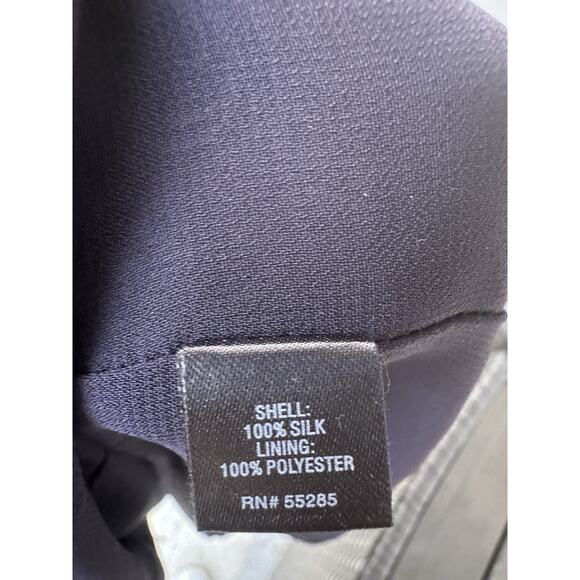 SHELL:
100% SILK
LINING:
100% POLYESTER
RN# 55285